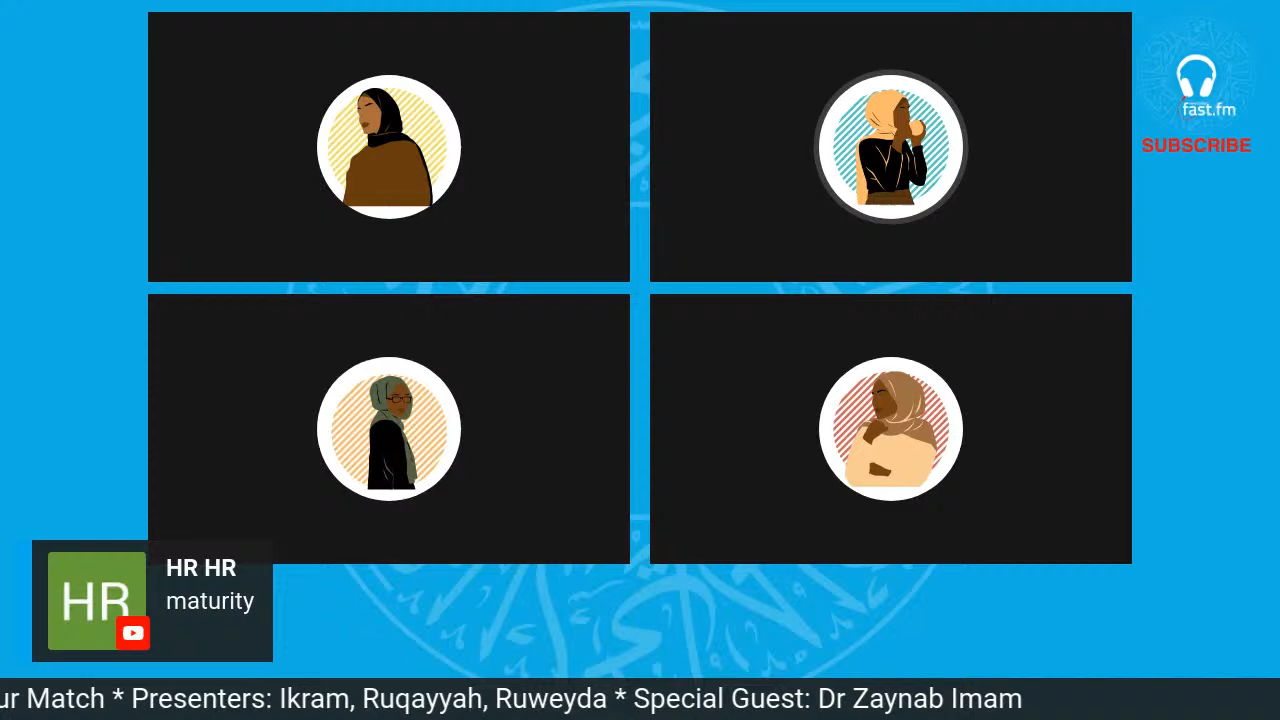 fast.fm
SUBSCRIBE
HR
HR HR
maturity
ur Match * Presenters: Ikram, Ruqayyah, Ruweyda * Special Guest: Dr Zaynab Imam